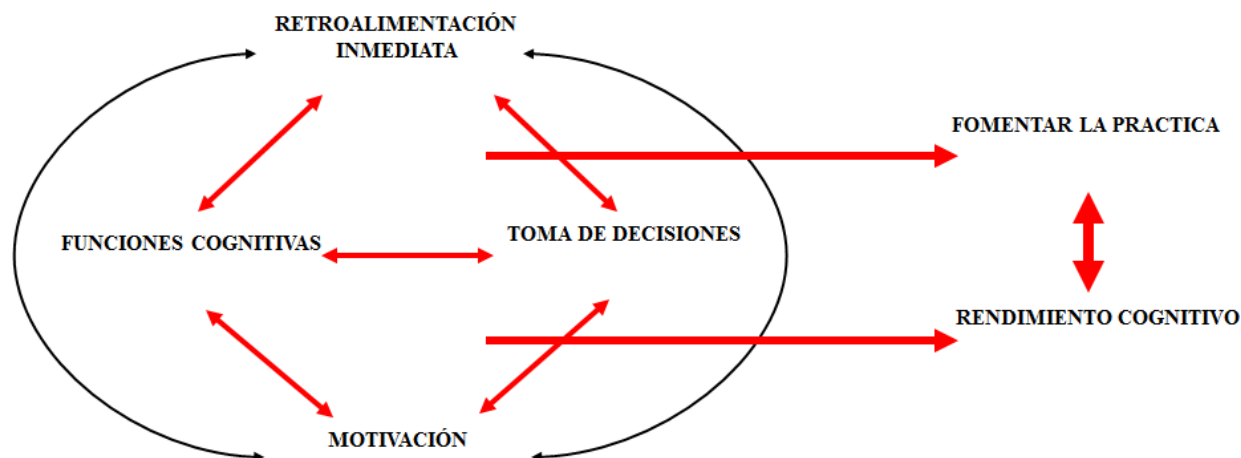 RETROALIMENTACIÓN
INMEDIATA
FOMENTAR LA PRACTICA
FUNCIONES COGNITIVAS
TOMA DE DECISIONES
RENDIMIENTO COGNITIVO
MOTIVACIÓN